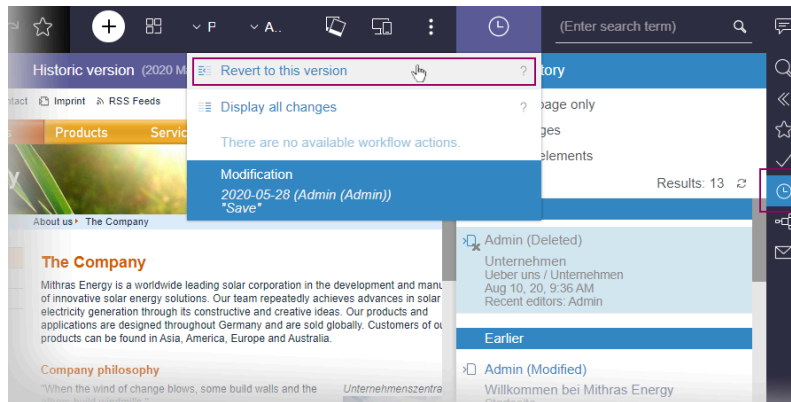 P
A..
(Enter search term)
Historic version (2020 M
Revert to this version ?
tory
Imprint
RSS Feeds
Display all changes ?
page only
There are no available workflow actions.
Products
Servic
Modification
2020-05-28 (Admin (Admin))
"Save"
elements
Results: 13
About us
The Company
Admin (Deleted)
Unternehmen
Ueber uns / Unternehmen
Aug 10, 20, 9:36 AM
Recent editors: Admin
The Company
Mithras Energy is a worldwide leading solar corporation in the development and manu
of innovative solar energy solutions. Our team repeatedly achieves advances in solar
electricity generation through its constructive and creative ideas. Our products and
applications are designed throughout Germany and are sold globally. Customers of ou
products can be found in Asia, America, Europe and Australia.
Earlier
Admin (Modified)
Willkommen bei Mithras Energy
Company philosophy
"When the wind of change blows, some build walls and the
Unternehmenszentra